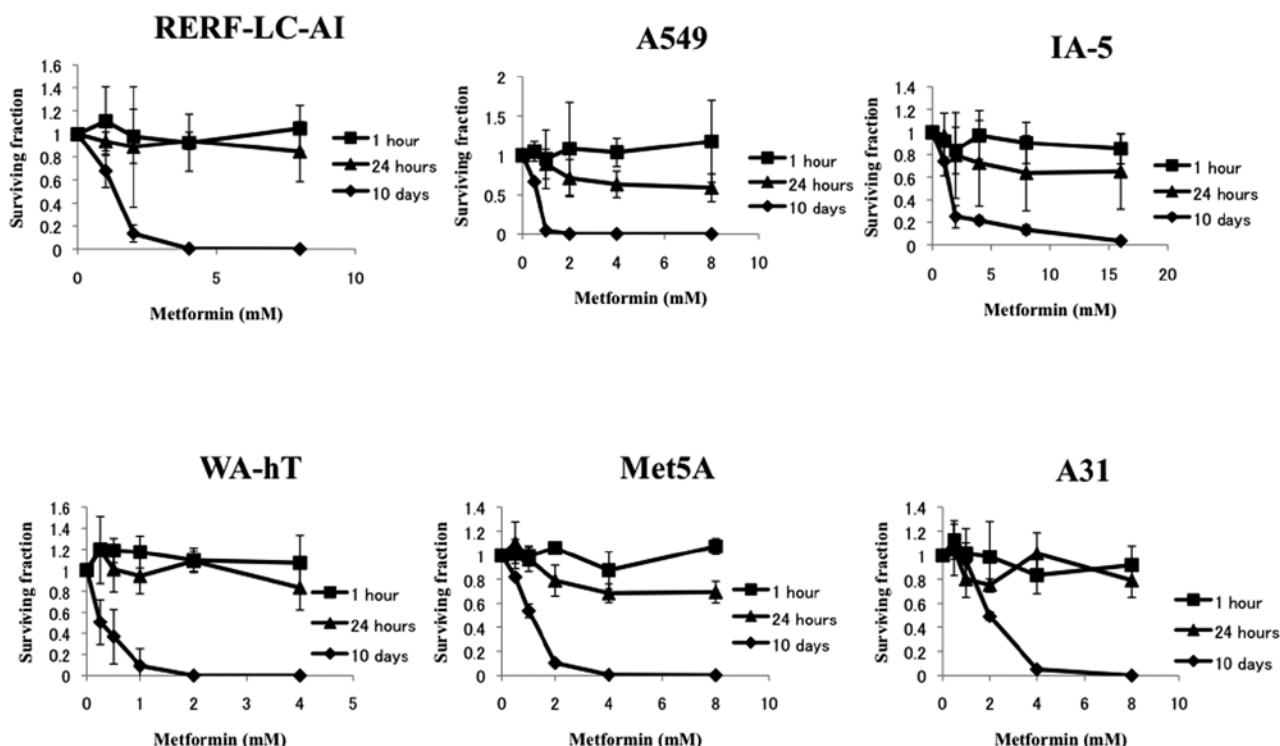 RERF-LC-AI
Surviving fraction
1.6
1.4
1.2
1
0.8
0.6
0.4
0.2
0
0
5
10
Metformin (mM)
1 hour
24 hours
10 days
A549
Surviving fraction
2
1.5
1
0.5
0
0
2
4
6
8
10
Metformin (mM)
1 hour
24 hours
10 days
IA-5
Surviving fraction
1.4
1.2
1
0.8
0.6
0.4
0.2
0
0
5
10
15
20
Metformin (mM)
1 hour
24 hours
10 days
WA-hT
Surviving fraction
1.6
1.4
1.2
1
0.8
0.6
0.4
0.2
0
0
1
2
3
4
5
Metformin (mM)
1 hour
24 hours
10 days
Met5A
Surviving fraction
1.4
1.2
1
0.8
0.6
0.4
0.2
0
0
2
4
6
8
10
Metformin (mM)
1 hour
24 hours
10 days
A31
Surviving fraction
1.4
1.2
1
0.8
0.6
0.4
0.2
0
0
2
4
6
8
10
Metformin (mM)
1 hour
24 hours
10 days